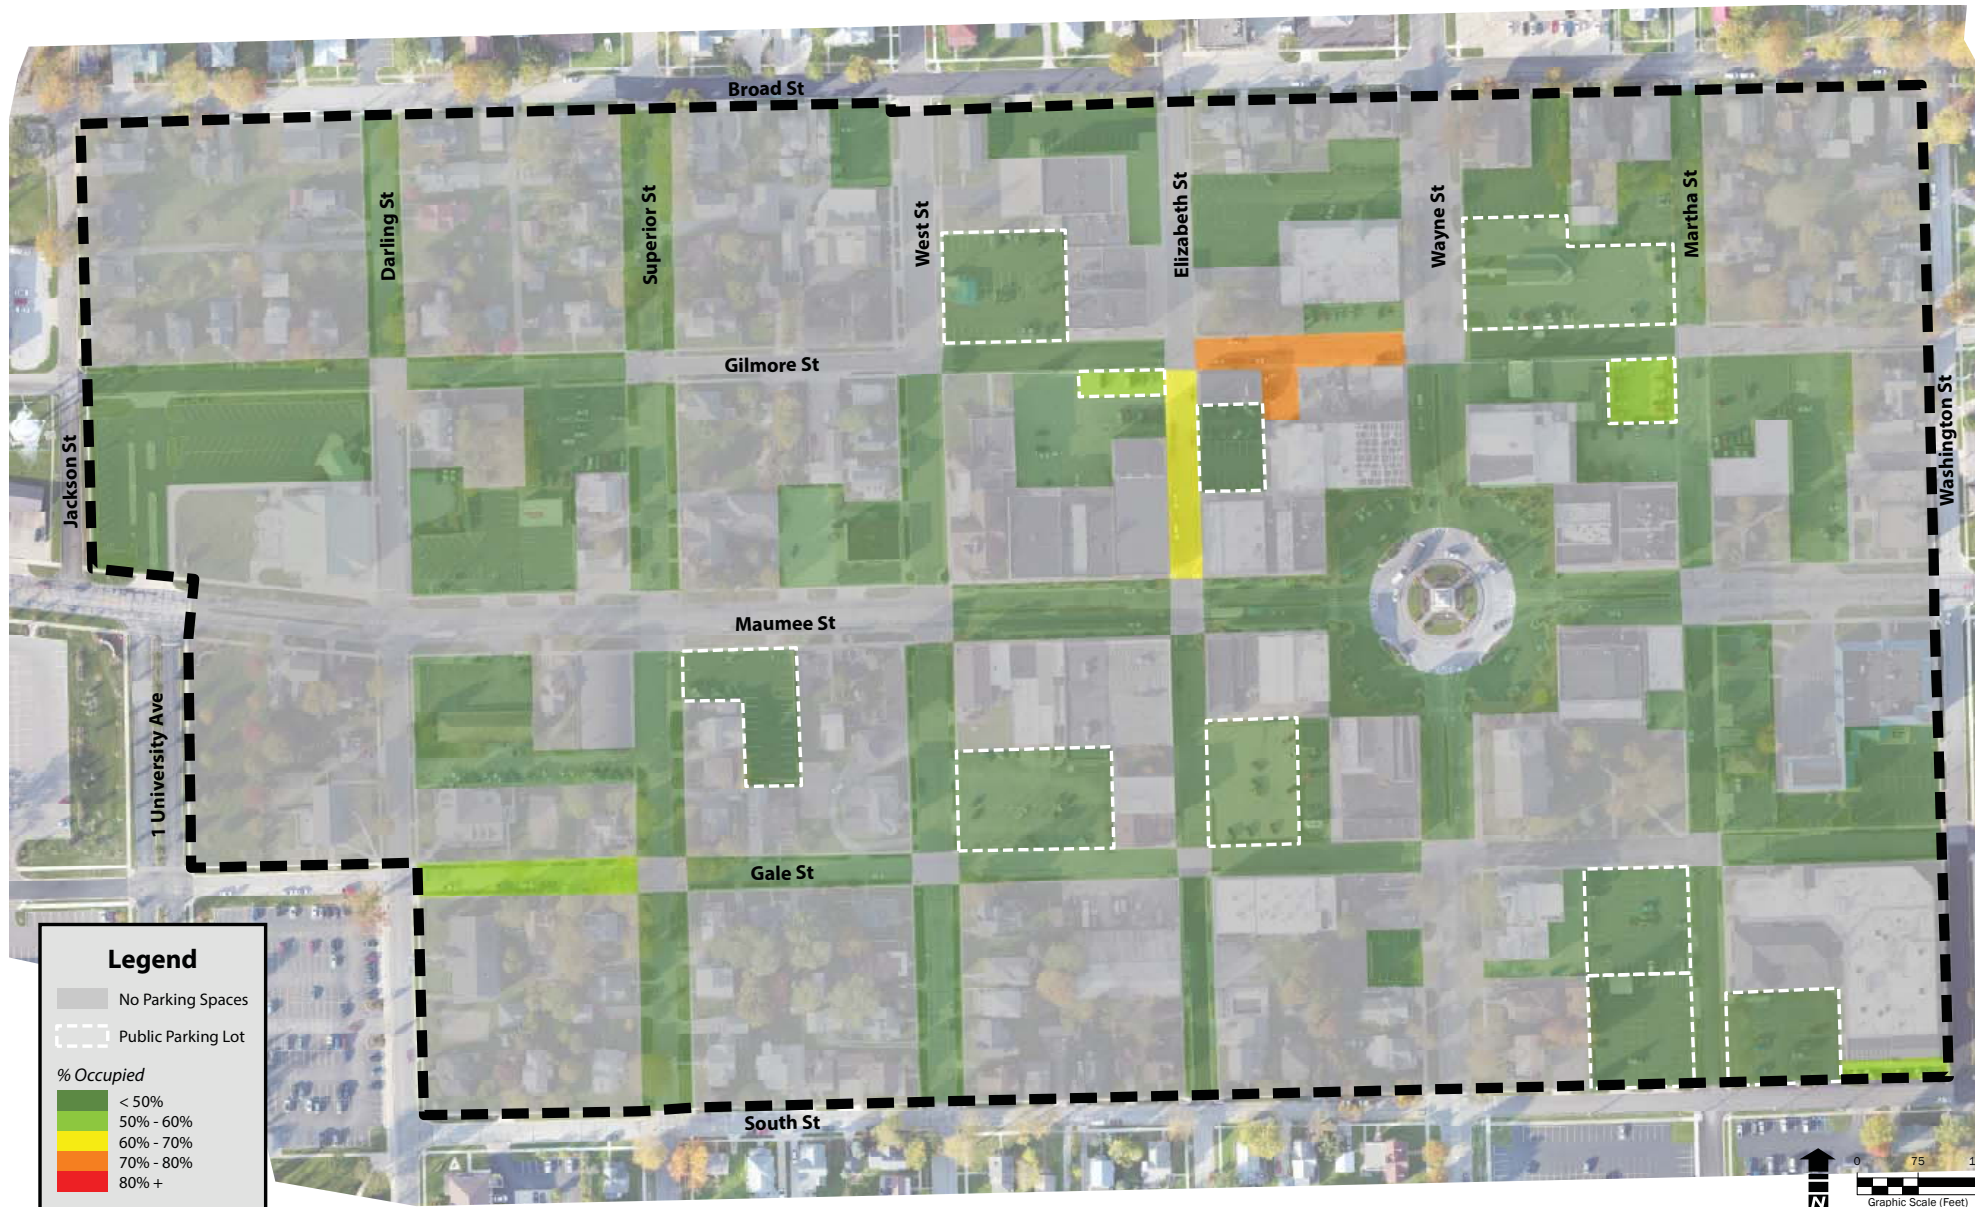 Broad St
Darling St
Superior St
West St
Elizabeth St
Wayne St
Martha St
Gilmore St
Jackson St
Washington St
Maumee St
1 University Ave
Gale St
South St
Legend
No Parking Spaces
Public Parking Lot
% Occupied
< 50%
50% - 60%
60% - 70%
70% - 80%
80% +
N
0 75
Graphic Scale (Feet)